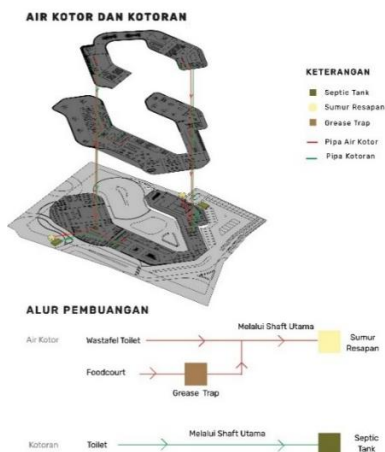 AIR KOTOR DAN KOTORAN
KETERANGAN
Septic Tank
Sumur Resapan
Grease Trap
Pipa Air Kotor
Pipa Kotoran
ALUR PEMBUANGAN
Melalui Shaft Utama
Air Kotor
Wastafel Toilet
Sumur
Resapan
Foodcourt
Grease Trap
Melalui Shaft Utama
Kotoran
Toilet
Septic
Tank